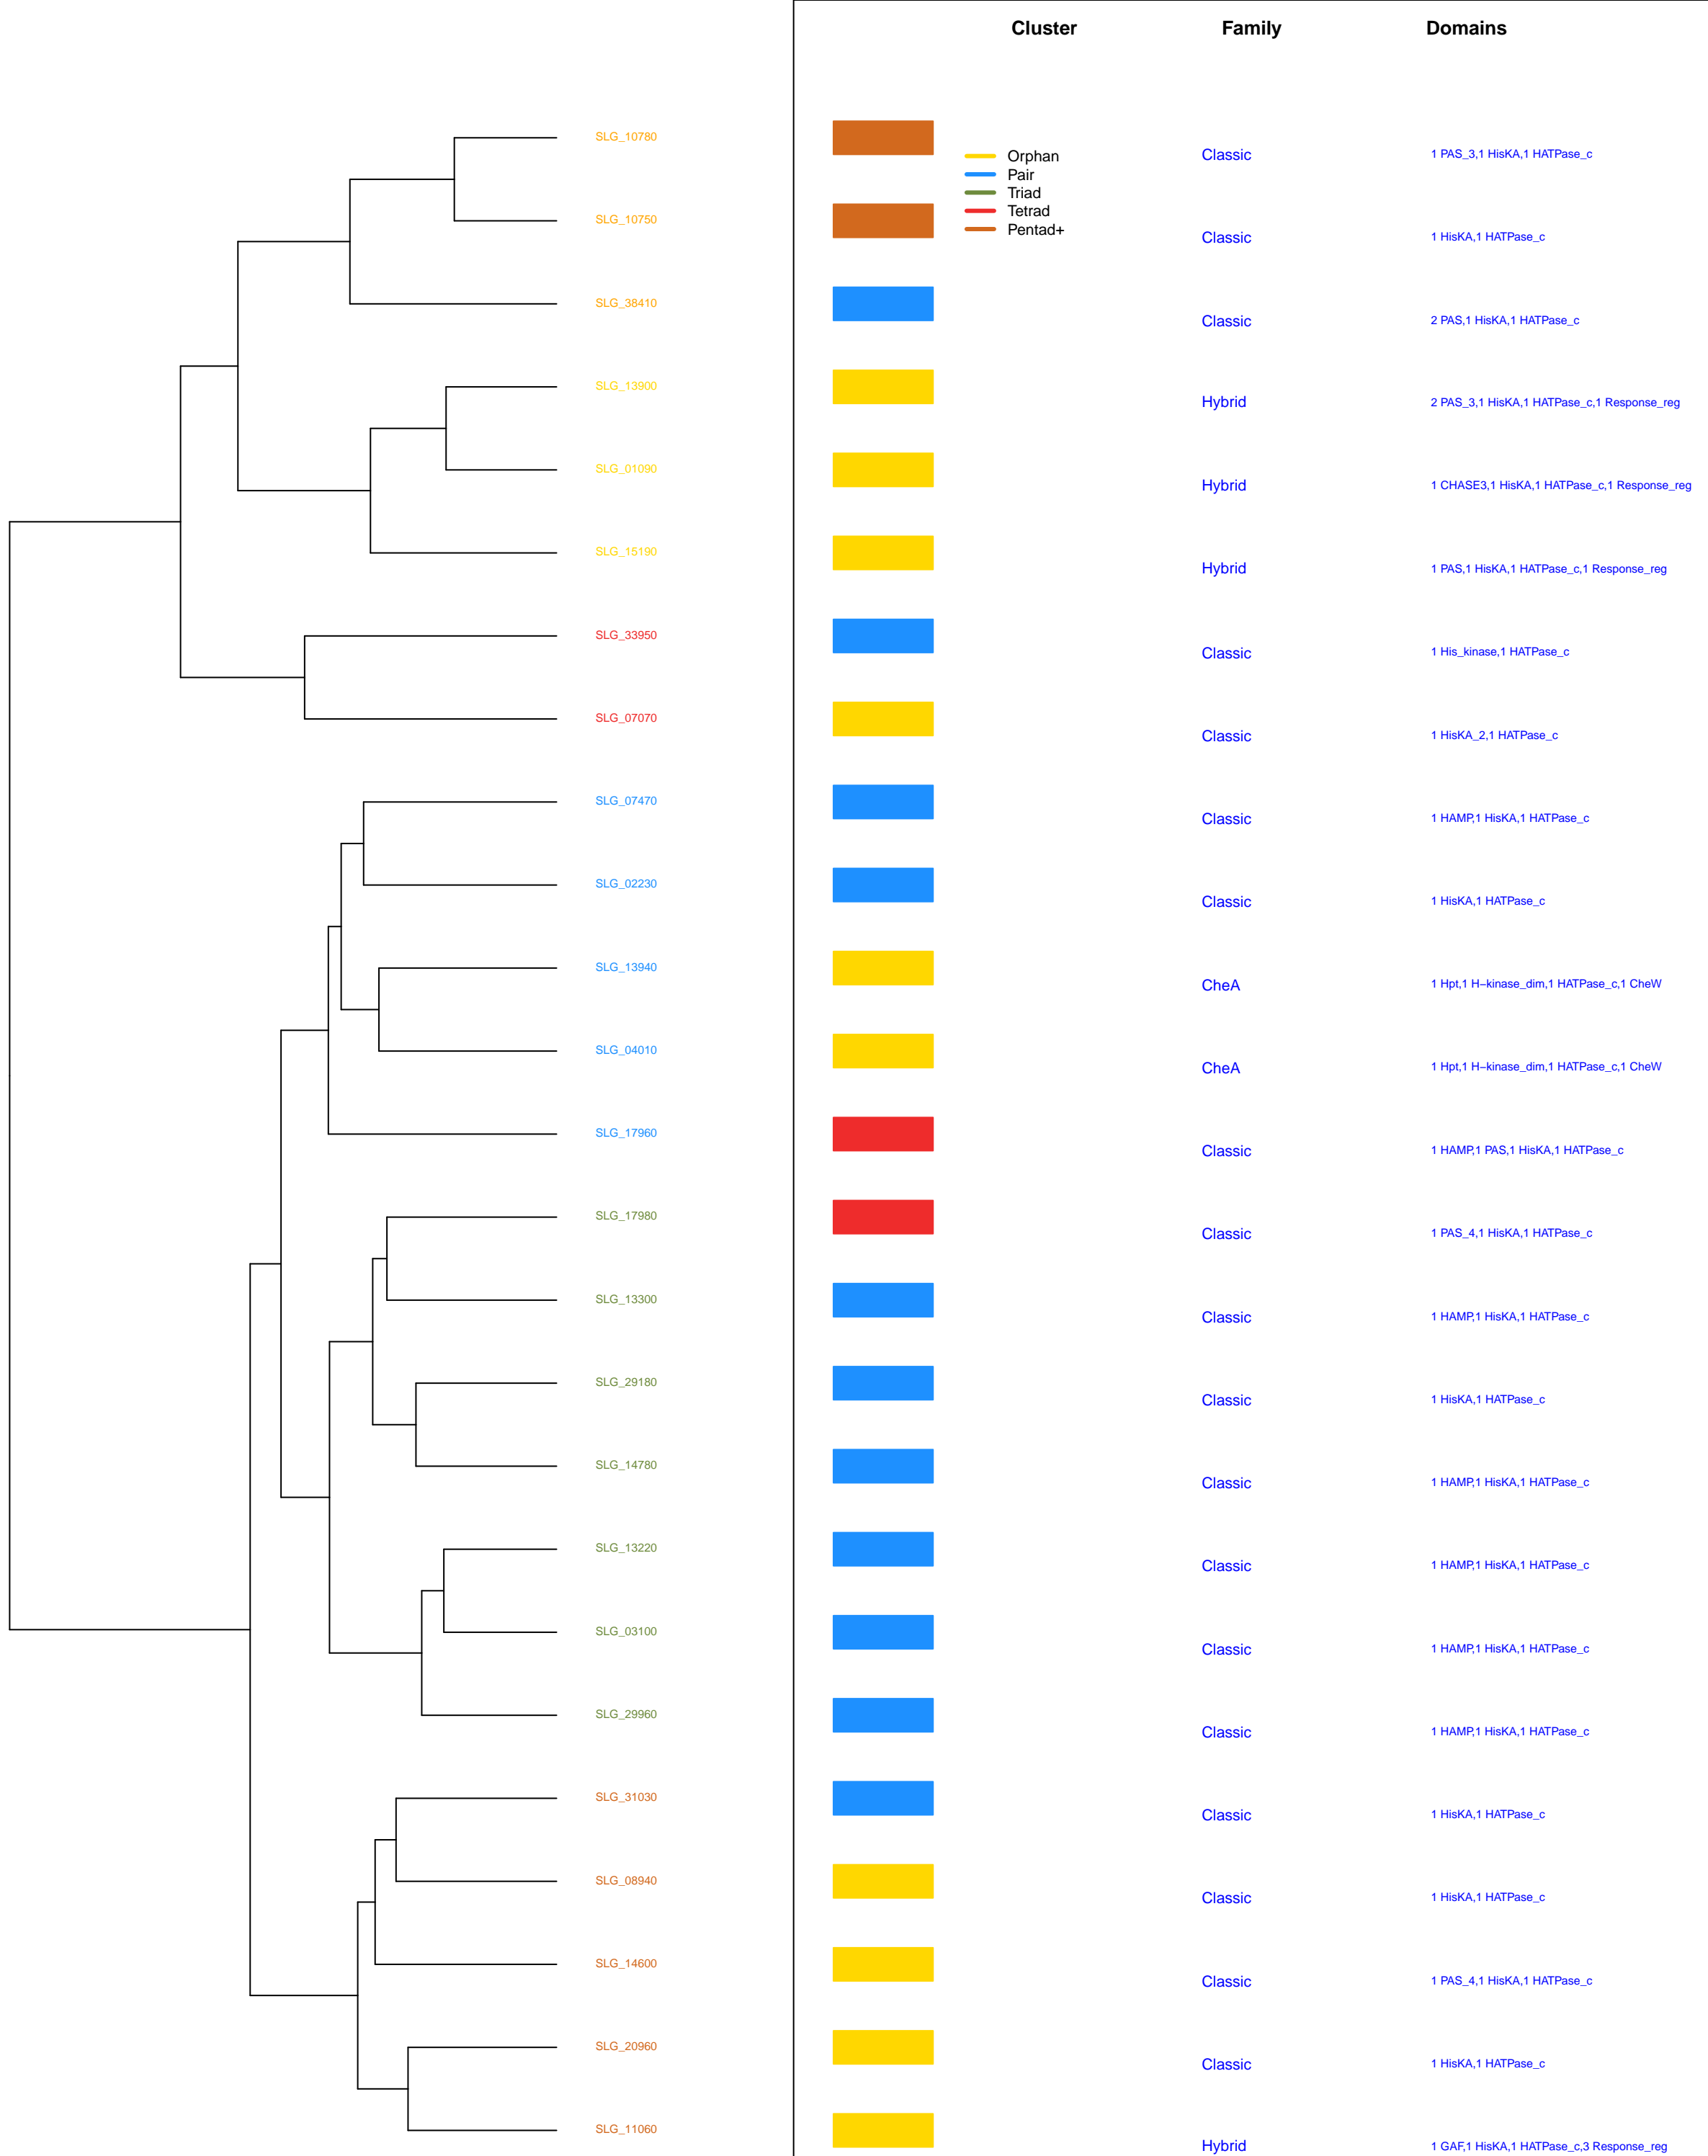 Cluster Family Domains
SLG_10780
Orphan
Classic 1 PAS_3,1 HisKA,1 HATPase_c
Pair
Triad
Tetrad
SLG_10750
Pentad+
Classic 1 HisKA,1 HATPase_c
SLG_38410
Classic 2 PAS,1 HisKA,1 HATPase_c
SLG_13900
Hybrid 2 PAS_3,1 HisKA,1 HATPase_c,1 Response_reg
SLG_01090
Hybrid 1 CHASE3,1 HisKA,1 HATPase_c,1 Response_reg
SLG_15190
Hybrid 1 PAS,1 HisKA,1 HATPase_c,1 Response_reg
SLG_33950
Classic 1 His_kinase,1 HATPase_c
SLG_07070
Classic 1 HisKA_2,1 HATPase_c
SLG_07470
Classic 1 HAMP,1 HisKA,1 HATPase_c
SLG_02230
Classic 1 HisKA,1 HATPase_c
SLG_13940
CheA 1 Hpt,1 H−kinase_dim,1 HATPase_c,1 CheW
SLG_04010
CheA 1 Hpt,1 H−kinase_dim,1 HATPase_c,1 CheW
SLG_17960
Classic 1 HAMP,1 PAS,1 HisKA,1 HATPase_c
SLG_17980
Classic 1 PAS_4,1 HisKA,1 HATPase_c
SLG_13300
Classic 1 HAMP,1 HisKA,1 HATPase_c
SLG_29180
Classic 1 HisKA,1 HATPase_c
SLG_14780
Classic 1 HAMP,1 HisKA,1 HATPase_c
SLG_13220
Classic 1 HAMP,1 HisKA,1 HATPase_c
SLG_03100
Classic 1 HAMP,1 HisKA,1 HATPase_c
SLG_29960
Classic 1 HAMP,1 HisKA,1 HATPase_c
SLG_31030
Classic 1 HisKA,1 HATPase_c
SLG_08940
Classic 1 HisKA,1 HATPase_c
SLG_14600
Classic 1 PAS_4,1 HisKA,1 HATPase_c
SLG_20960
Classic 1 HisKA,1 HATPase_c
SLG_11060
Hybrid 1 GAF,1 HisKA,1 HATPase_c,3 Response_reg